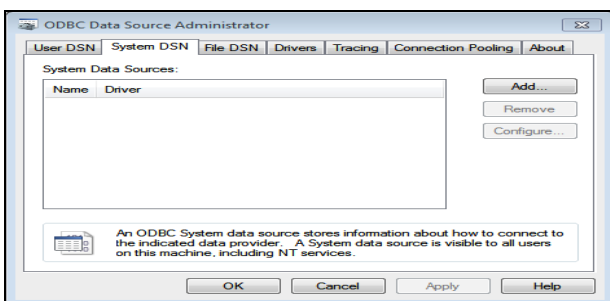 ODBC Data Source Administrator
User DSN System DSN File DSN Drivers Tracing Connection Pooling About
System Data Sources:
Name Driver
Add...
Remove
Configure...
An ODBC System data source stores information about how to connect to
the indicated data provider. A System data source is visible to all users
on this machine, including NT services.
OK Cancel Apply Help